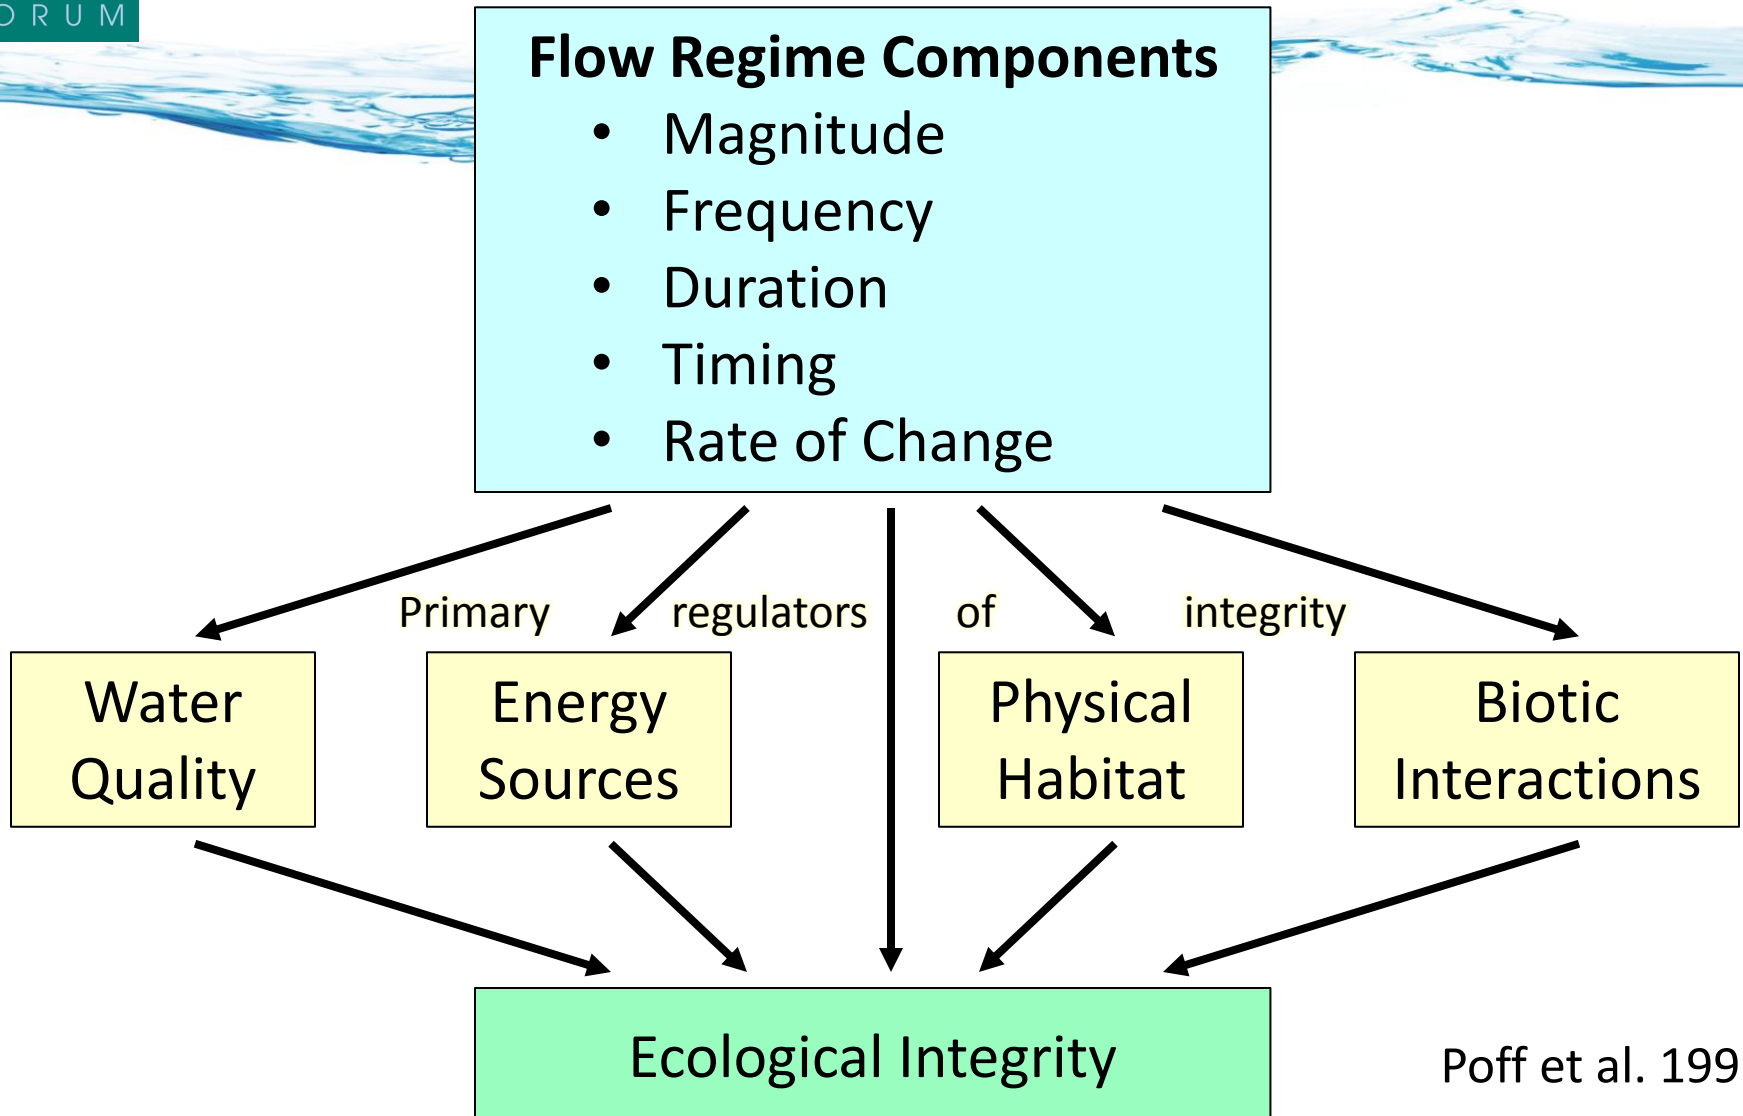 ORUM
Flow Regime Components
• Magnitude
• Frequency
• Duration
• Timing
• Rate of Change
Primary regulators of integrity
Water
Quality
Energy
Sources
Physical
Habitat
Biotic
Interactions
Ecological Integrity
Poff et al. 199